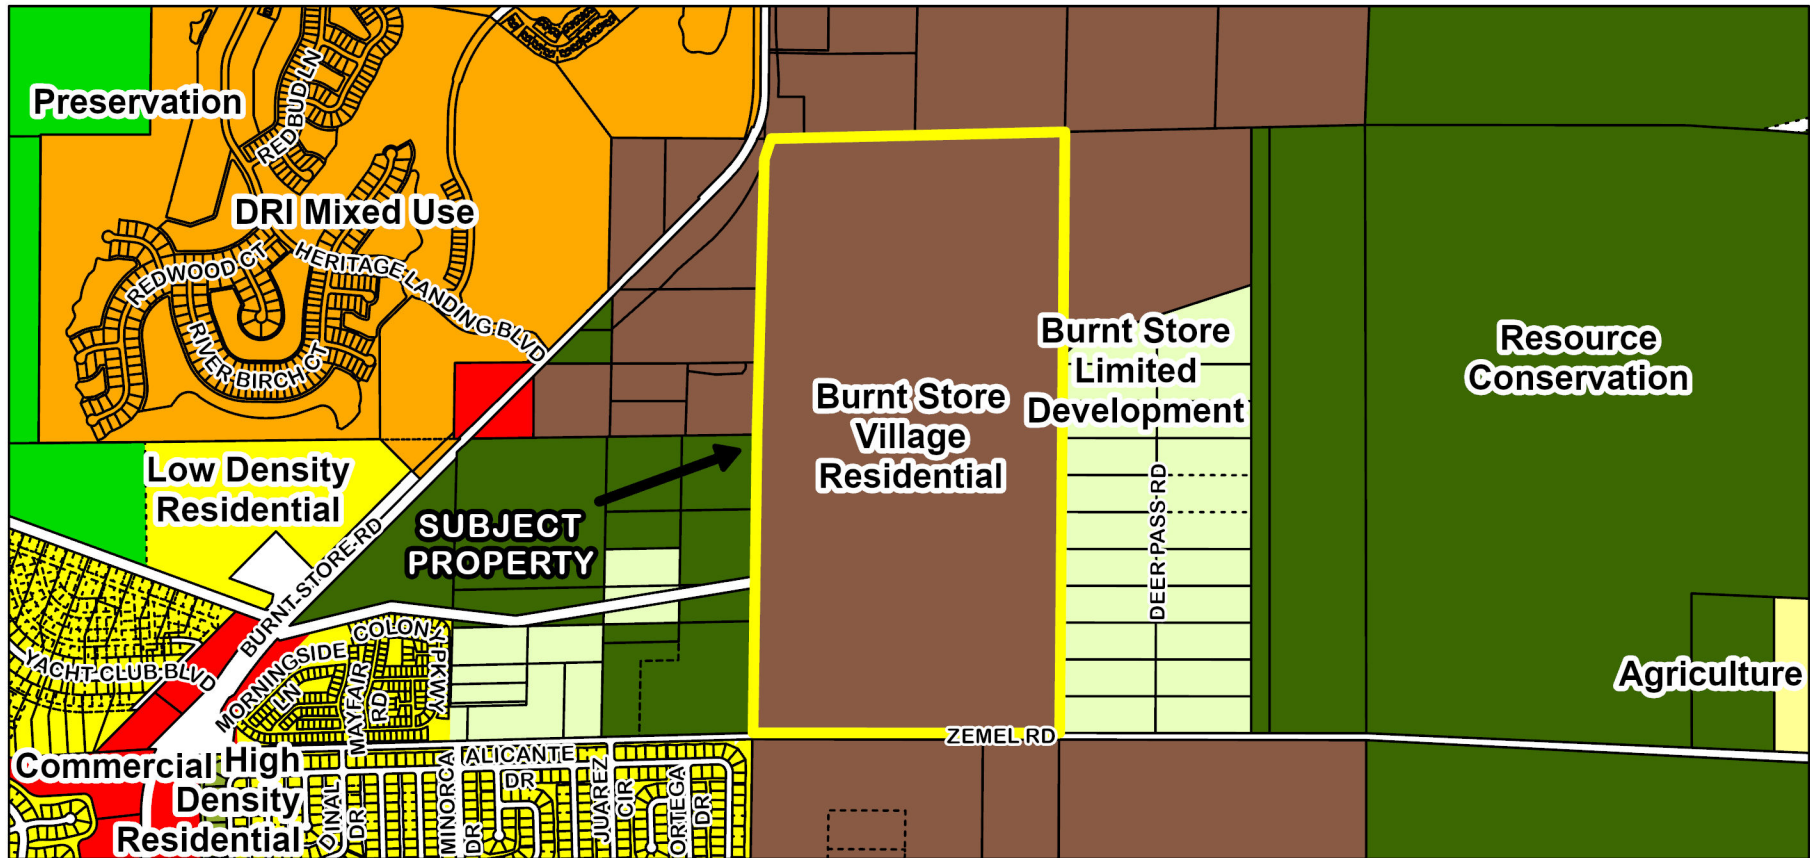 Preservation
REDBUD LN
DRI Mixed Use
REDWOOD CT
HERITAGE LANDING BLVD
RIVER BIRCH CT
Burnt Store
Limited
Development
Resource
Conservation
Burnt Store
Village
Residential
Low Density
Residential
BURNT STORE RD
SUBJECT
PROPERTY
DEER PASS RD
YACHT CLUB BLVD
MORNINGSIDE
LN
MAYFAIR
RD
COLONY PKWY
Agriculture
ZEMEL RD
Commercial
High
Density
Residential
DR
MINORCA
DR
ALICANTE
DR
JUAREZ
CIR
ORTEGA
DR